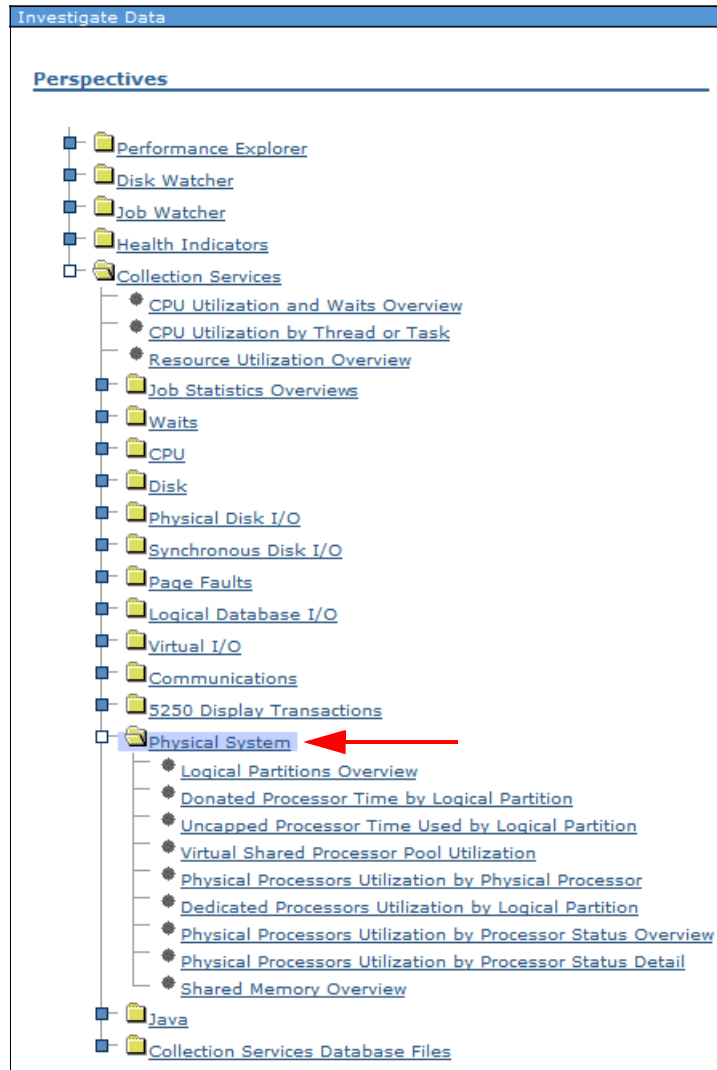 Investigate Data
Perspectives
Performance Explorer
Disk Watcher
Job Watcher
Health Indicators
Collection Services
CPU Utilization and Waits Overview
CPU Utilization by Thread or Task
Resource Utilization Overview
Job Statistics Overviews
Waits
CPU
Disk
Physical Disk I/O
Synchronous Disk I/O
Page Faults
Logical Database I/O
Virtual I/O
Communications
5250 Display Transactions
Physical System
Logical Partitions Overview
Donated Processor Time by Logical Partition
Uncapped Processor Time Used by Logical Partition
Virtual Shared Processor Pool Utilization
Physical Processors Utilization by Physical Processor
Dedicated Processors Utilization by Logical Partition
Physical Processors Utilization by Processor Status Overview
Physical Processors Utilization by Processor Status Detail
Shared Memory Overview
Java
Collection Services Database Files